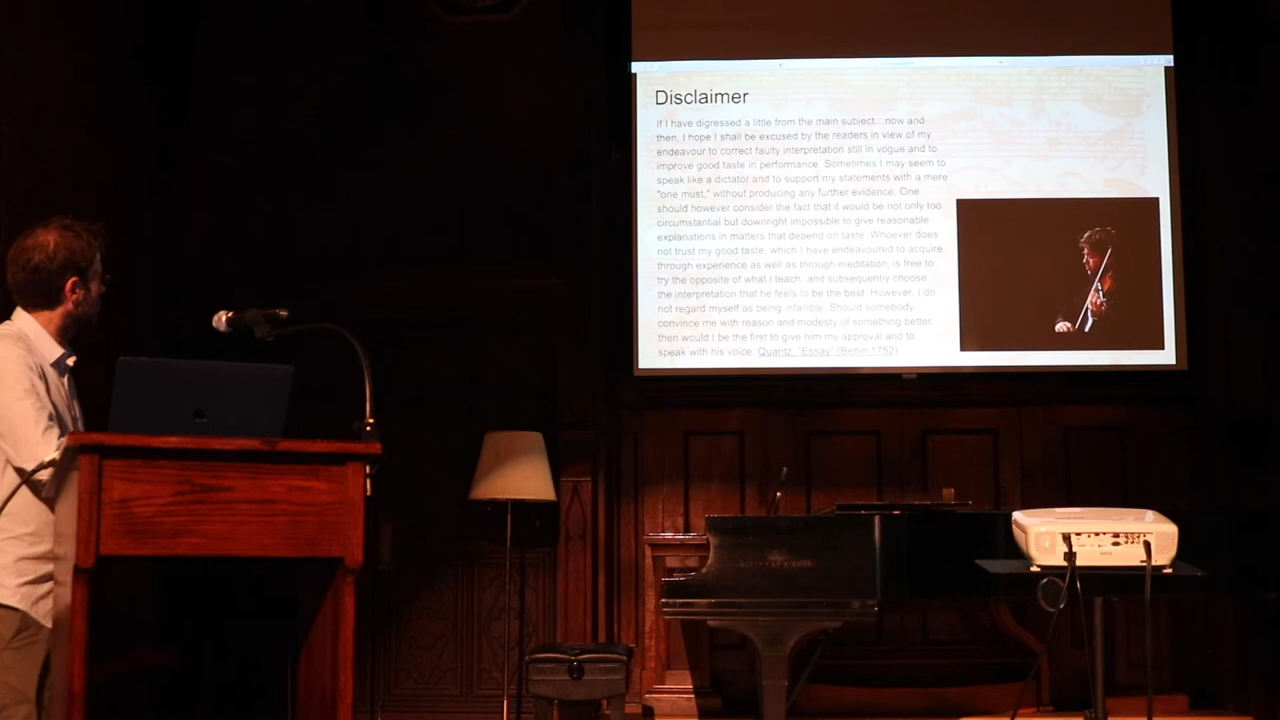 Disclaimer
If I have digressed a little from the main subject...now and
then, I hope I shall be excused by the readers in view of my
endeavour to correct faulty interpretation still in vogue and to
improve good taste in performance. Sometimes I may seem to
speak like a dictator and to support my statements with a mere
"one must," without producing any further evidence. One
should however consider the fact that it would be not only too
circumstantial but downright impossible to give reasonable
explanations in matters that depend on taste. Whoever does
not trust my good taste, which I have endeavoured to acquire
through experience as well as through meditation, is free to
try the opposite of what I teach, and subsequently choose
the interpretation that he feels to be the best. However, I do
not regard myself as being infallible. Should somebody
convince me with reason and modesty of something better,
then would I be the first to give him my approval and to
speak with his voice. Quantz, "Essay" (Berlin 1752)